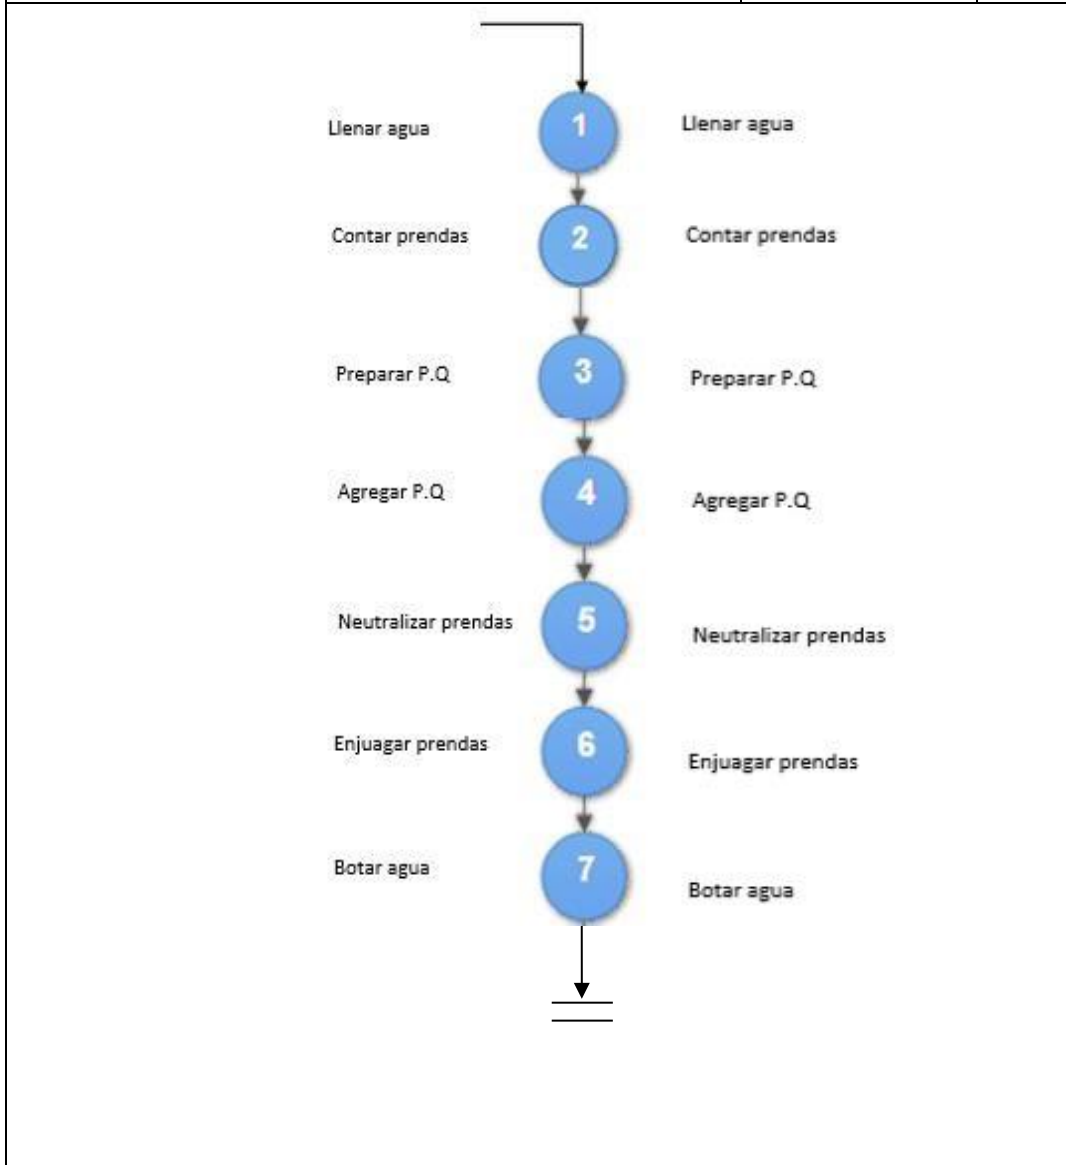 Llenar agua 1 Llenar agua
Contar prendas 2 Contar prendas
Preparar P.Q 3 Preparar P.Q
Agregar P.Q 4 Agregar P.Q
Neutralizar prendas 5 Neutralizar prendas
Enjuagar prendas 6 Enjuagar prendas
Botar agua 7 Botar agua